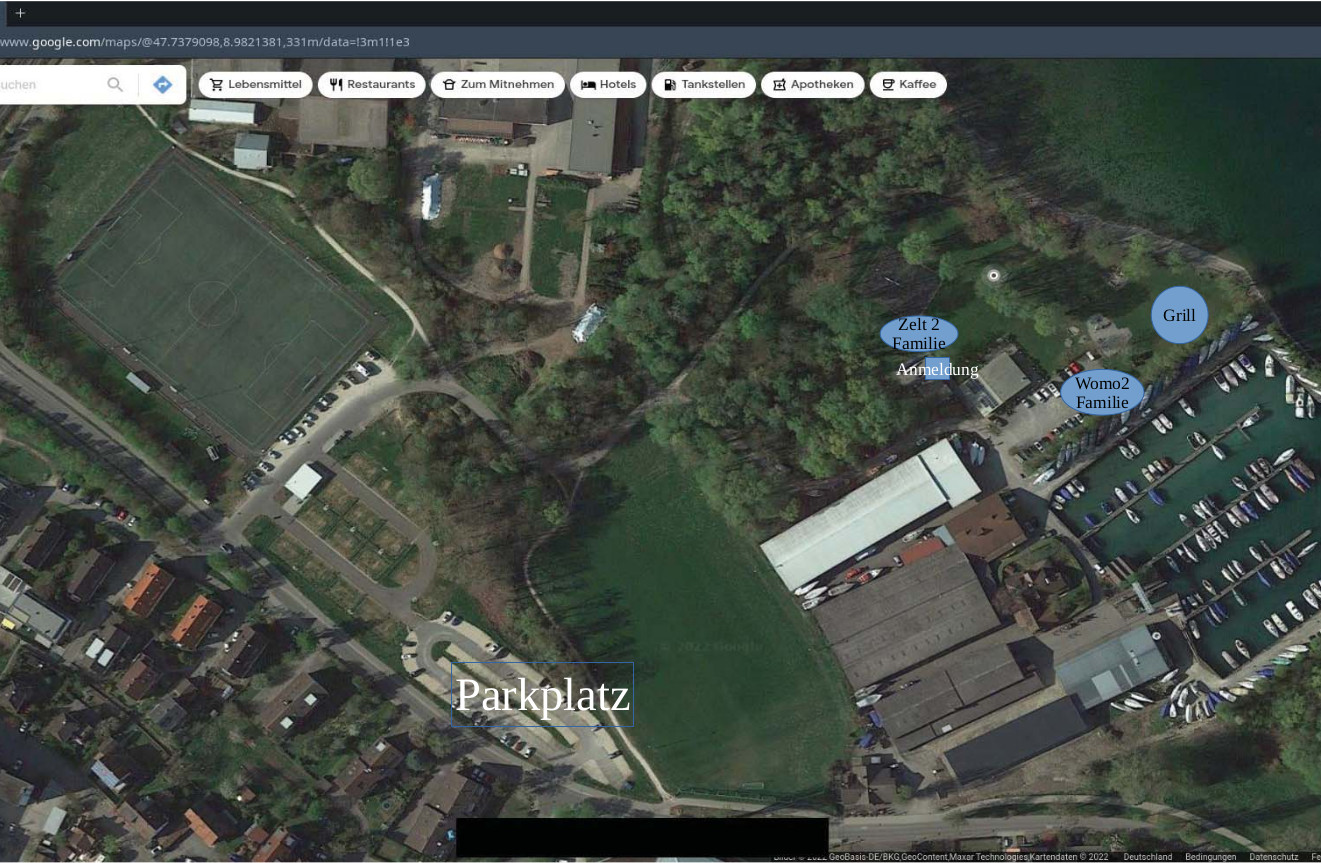 +
www.google.com/maps/@47.7379098,8.9821381,331m/data=!3m1!1e3
uchen
Lebensmittel Restaurants Zum Mitnehmen Hotels Tankstellen Apotheken Kaffee
Grill
Zelt 2
Familie
Anmeldung
Womo2
Familie
Parkplatz
Bilder © 2022 GeoBasis-DE/BKG,GeoContent,Maxar Technologies,Kartendaten © 2022 Deutschland Bedingungen Datenschutz Fe